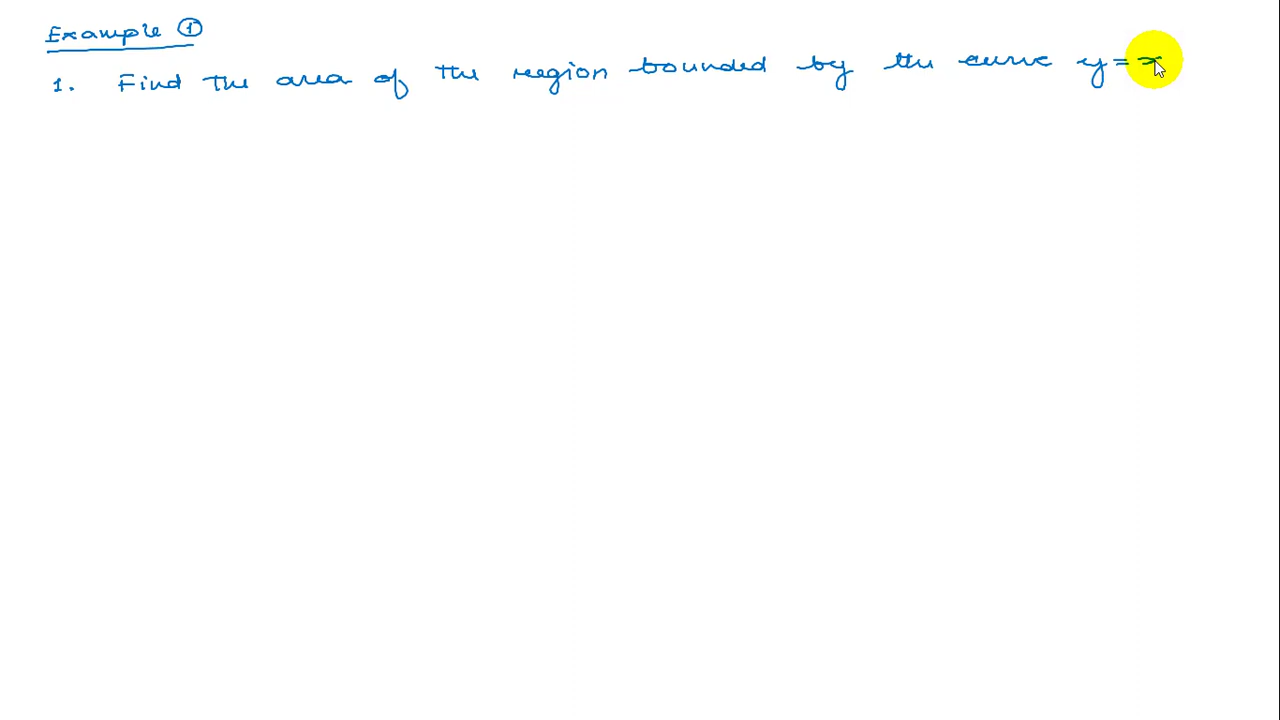 Example ①
1. Find the area of the region bounded by the curve y = x